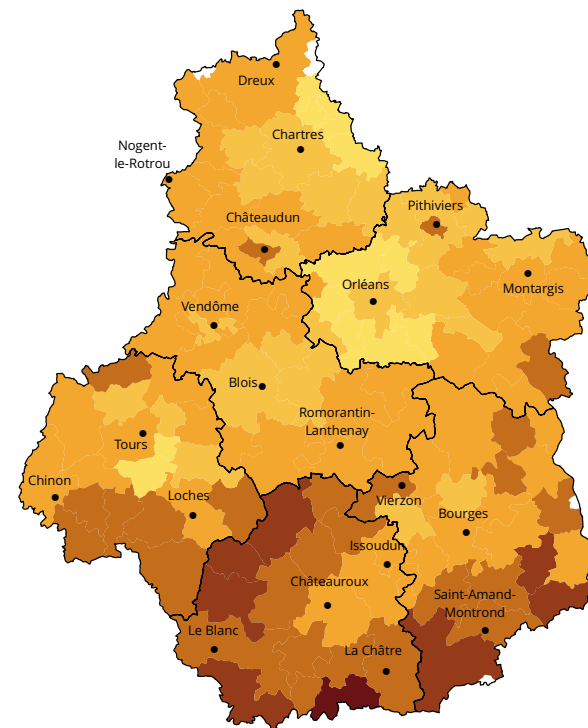 Dreux
Chartres
Nogent-
le-Rotrou
Châteaudun
Pithiviers
Orléans
Montargis
Vendôme
Blois
Romorantin-
Lanthenay
Tours
Chinon
Loches
Vierzon
Bourges
Issoudun
Châteauroux
Saint-Amand-
Montrond
Le Blanc
La Châtre